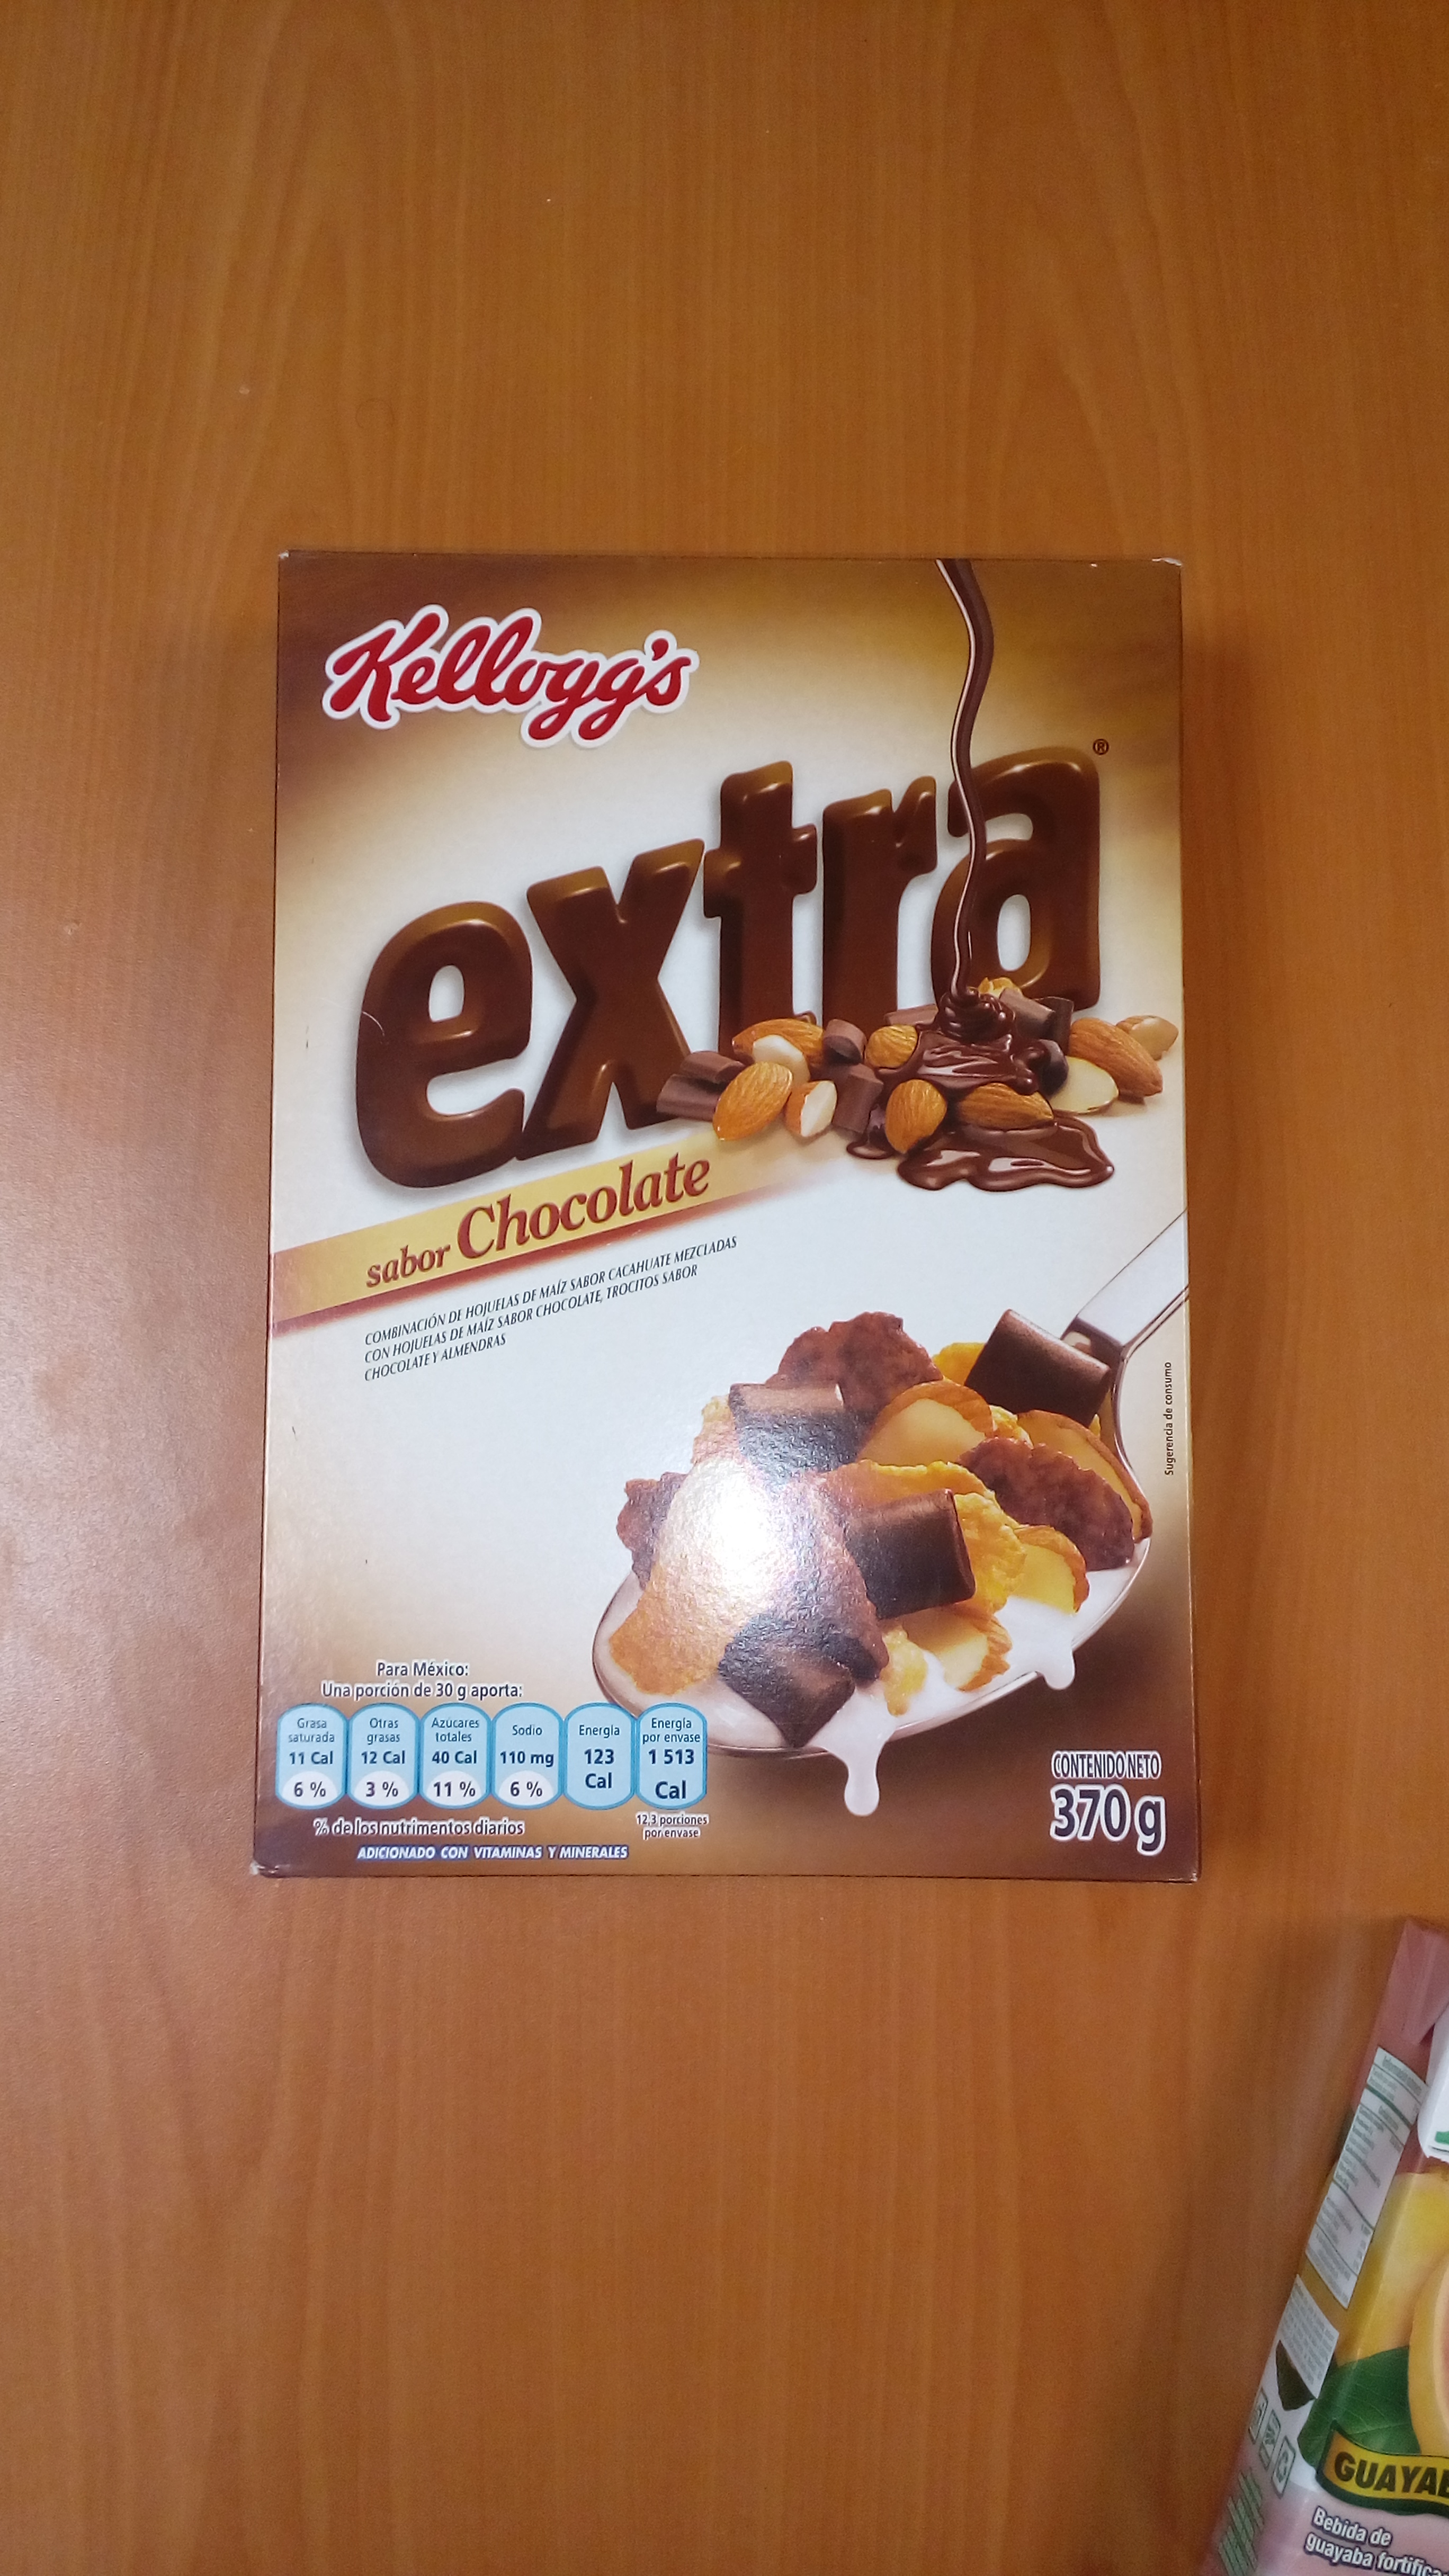 Kellogg's
extra®
sabor Chocolate
COMBINACIÓN DE HOJUELAS DE MAÍZ SABOR CACAHUATE MEZCLADAS
CON HOJUELAS DE MAÍZ SABOR CHOCOLATE, TROCITOS SABOR
CHOCOLATE Y ALMENDRAS
Sugerencia de consumo
Para México:
Una porción de 30 g aporta:
Grasa saturada 11 Cal 6 %
Otras grasas 12 Cal 3 %
Azúcares totales 40 Cal 11 %
Sodio 110 mg 6 %
Energía 123 Cal
Energía por envase 1 513 Cal
12,3 porciones por envase
% de los nutrimentos diarios
ADICIONADO CON VITAMINAS Y MINERALES
CONTENIDO NETO
370 g
Bebida de
guayaba